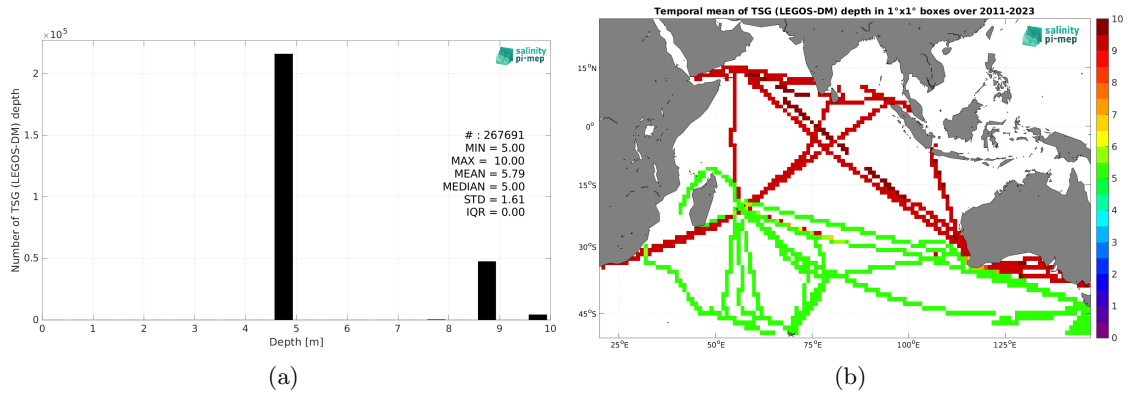 ×10⁵
2
1.5
1
0.5
0
Number of TSG (LEGOS-DM) depth
salinity
pi-mep
# : 267691
MIN = 5.00
MAX = 10.00
MEAN = 5.79
MEDIAN = 5.00
STD = 1.61
IQR = 0.00
0 1 2 3 4 5 6 7 8 9 10
Depth [m]
(a)
Temporal mean of TSG (LEGOS-DM) depth in 1°x1° boxes over 2011-2023
salinity
pi-mep
15°N
0°
15°S
30°S
45°S
25°E 50°E 75°E 100°E 125°E
10
9
8
7
6
5
4
3
2
1
0
(b)